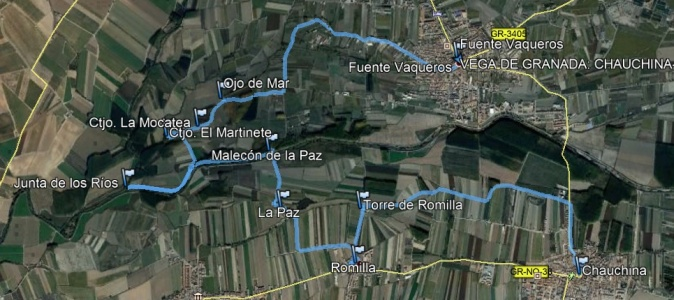 GR-3405
Fuente Vaqueros
Fuente Vaqueros
VEGA DE GRANADA: CHAUCHINA
Ojo de Mar
Ctjo. La Mocatea
Ctjo. El Martinete
Malecón de la Paz
Junta de los Ríos
La Paz
Torre de Romilla
Romilla
GR-NO-3
Chauchina